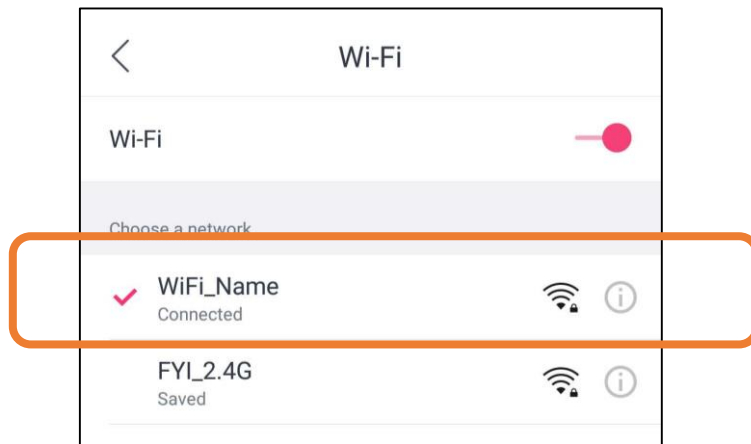 Wi-Fi
Wi-Fi
Choose a network
WiFi_Name
Connected
FYI_2.4G
Saved